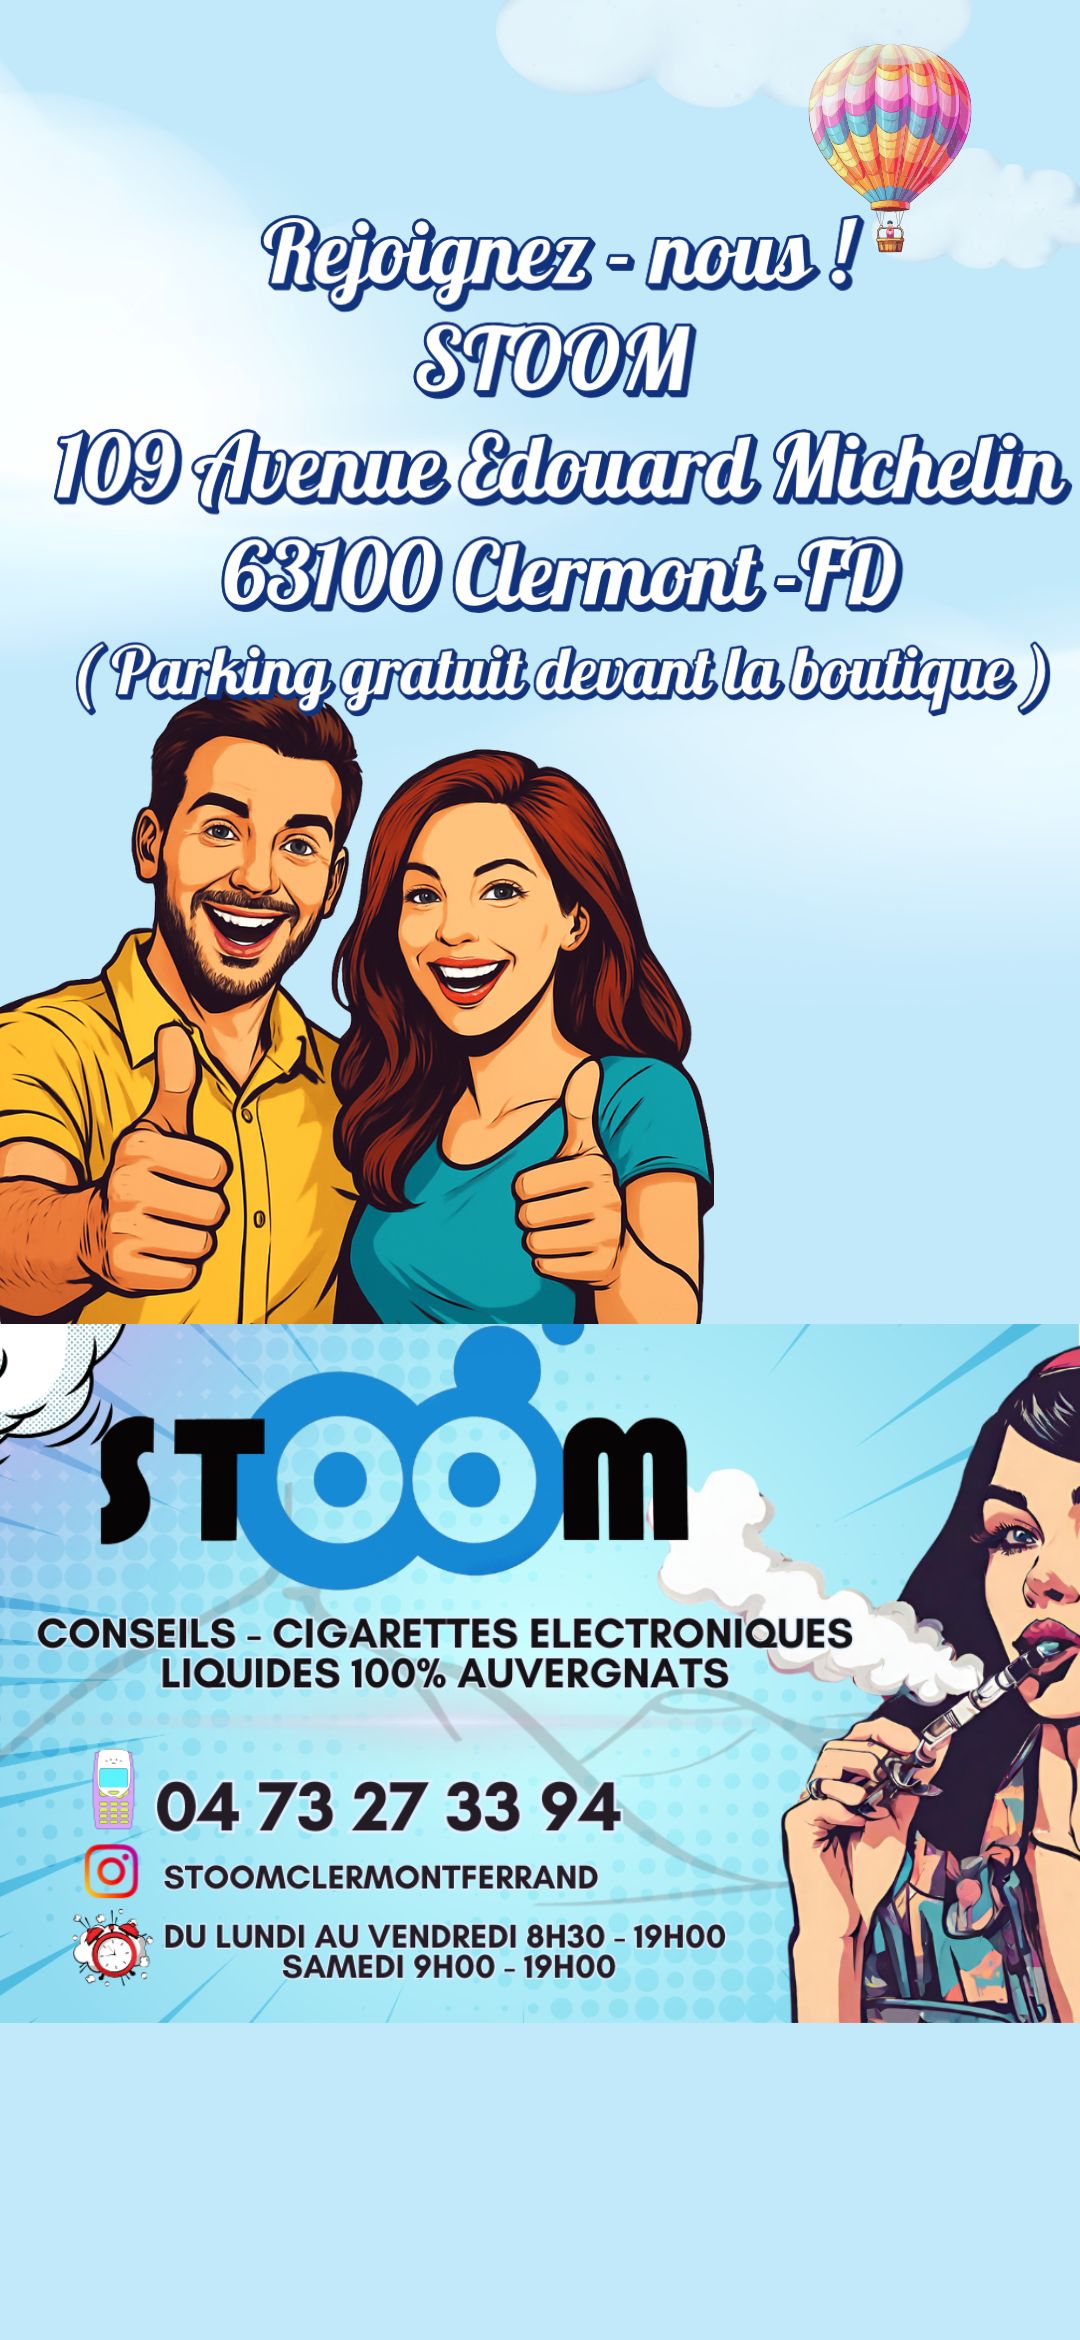 Rejoignez - nous !
STOOM
109 Avenue Edouard Michelin
63100 Clermont -FD
( Parking gratuit devant la boutique )
STOOM
CONSEILS - CIGARETTES ELECTRONIQUES
LIQUIDES 100% AUVERGNATS
04 73 27 33 94
STOOMCLERMONTFERRAND
DU LUNDI AU VENDREDI 8H30 - 19H00
SAMEDI 9H00 - 19H00